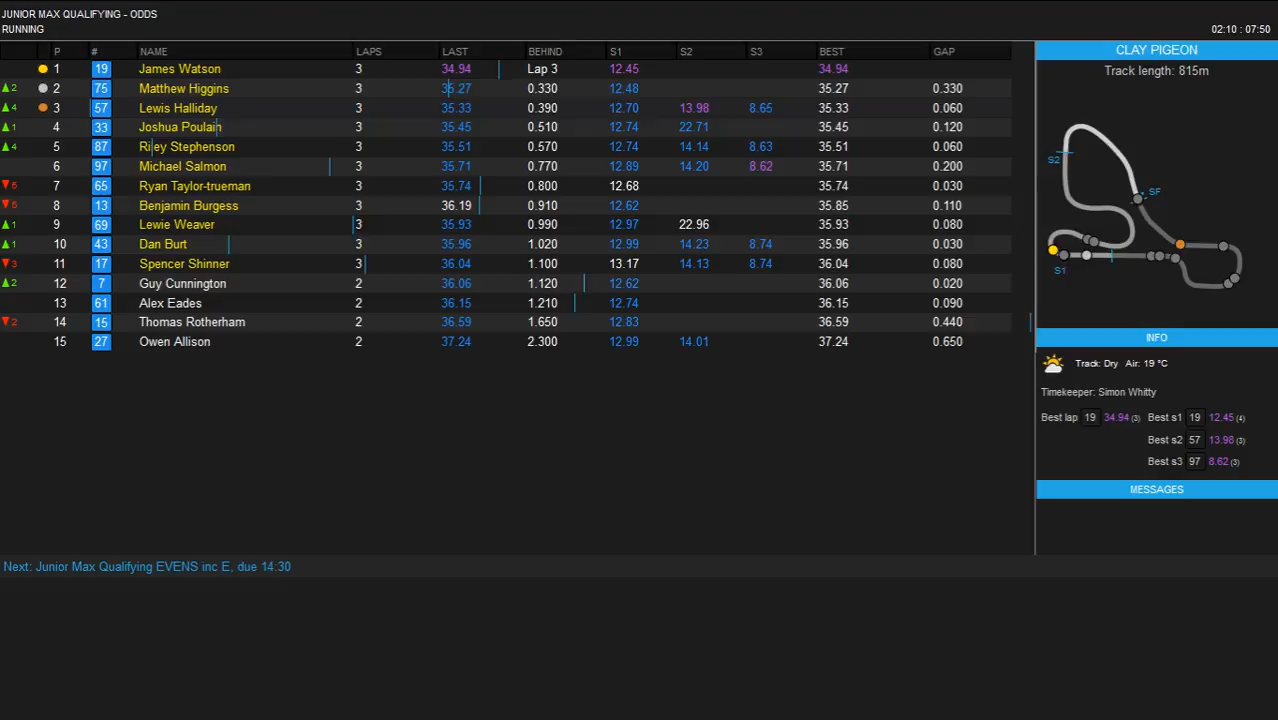 JUNIOR MAX QUALIFYING - ODDS
RUNNING 02:10 : 07:50
P # NAME LAPS LAST BEHIND S1 S2 S3 BEST GAP
1 19 James Watson 3 34.94 Lap 3 12.45 34.94
2 2 75 Matthew Higgins 3 35.27 0.330 12.48 35.27 0.330
4 3 57 Lewis Halliday 3 35.33 0.390 12.70 13.98 8.65 35.33 0.060
1 4 33 Joshua Poulain 3 35.45 0.510 12.74 22.71 35.45 0.120
4 5 87 Riley Stephenson 3 35.51 0.570 12.74 14.14 8.63 35.51 0.060
6 97 Michael Salmon 3 35.71 0.770 12.89 14.20 8.62 35.71 0.200
5 7 65 Ryan Taylor-trueman 3 35.74 0.800 12.68 35.74 0.030
5 8 13 Benjamin Burgess 3 36.19 0.910 12.62 35.85 0.110
1 9 69 Lewie Weaver 3 35.93 0.990 12.97 22.96 35.93 0.080
1 10 43 Dan Burt 3 35.96 1.020 12.99 14.23 8.74 35.96 0.030
3 11 17 Spencer Shinner 3 36.04 1.100 13.17 14.13 8.74 36.04 0.080
2 12 7 Guy Cunnington 2 36.06 1.120 12.62 36.06 0.020
13 61 Alex Eades 2 36.15 1.210 12.74 36.15 0.090
2 14 15 Thomas Rotherham 2 36.59 1.650 12.83 36.59 0.440
15 27 Owen Allison 2 37.24 2.300 12.99 14.01 37.24 0.650
CLAY PIGEON
Track length: 815m
S2
SF
S1
INFO
Track: Dry Air: 19 °C
Timekeeper: Simon Whitty
Best lap 19 34.94 (3) Best s1 19 12.45 (4)
Best s2 57 13.98 (3)
Best s3 97 8.62 (3)
MESSAGES
Next: Junior Max Qualifying EVENS inc E, due 14:30